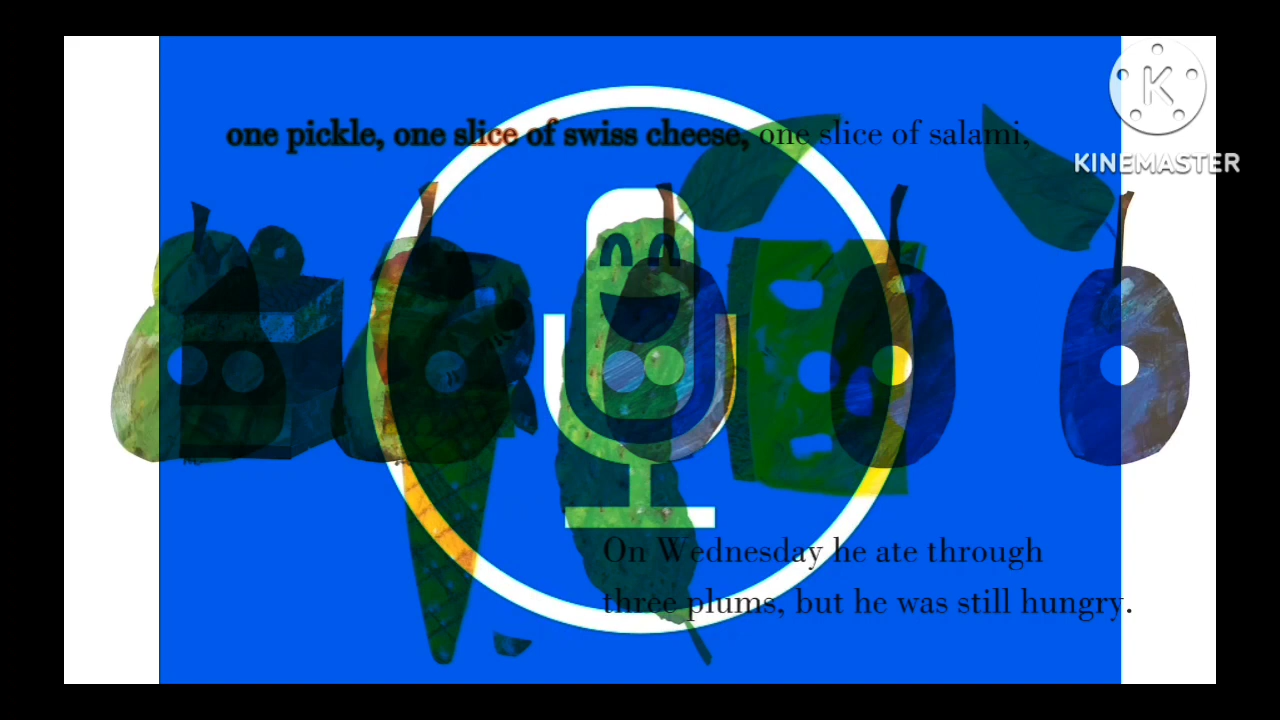 one pickle, one slice of swiss cheese, one slice of salami,
K
KINEMASTER
On Wednesday he ate through
three plums, but he was still hungry.